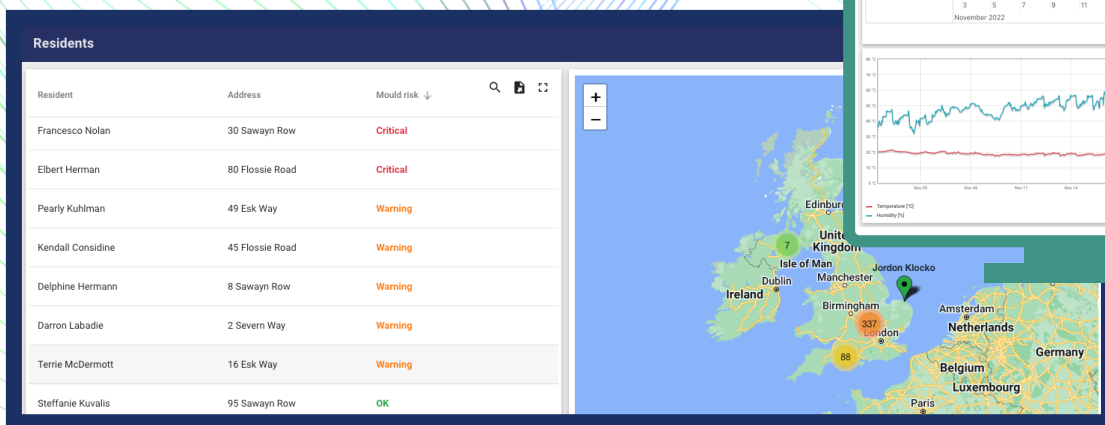 Residents
Resident Address Mould risk ↓
Francesco Nolan 30 Sawayn Row Critical
Elbert Herman 80 Flossie Road Critical
Pearly Kuhlman 49 Esk Way Warning
Kendall Considine 45 Flossie Road Warning
Delphine Hermann 8 Sawayn Row Warning
Darron Labadie 2 Severn Way Warning
Terrie McDermott 16 Esk Way Warning
Steffanie Kuvalis 95 Sawayn Row OK
+
−
7
Isle of Man
Dublin
Manchester
Jordon Klocko
Ireland
Birmingham
337
88
Amsterdam
Netherlands
Germany
Belgium
Luxembourg
Paris
3 5 7 9 11
November 2022
Nov 11
Nov 14
Temperature [°C]
Humidity [%]